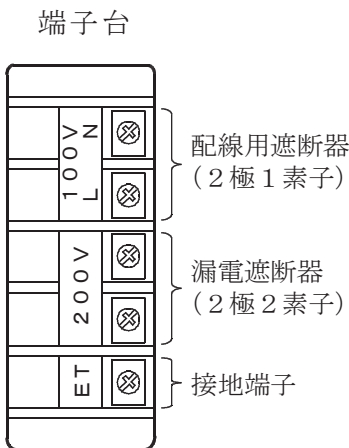 端子台
100V
N
L
配線用遮断器
(2極1素子)
200V
漏電遮断器
(2極2素子)
ET
接地端子